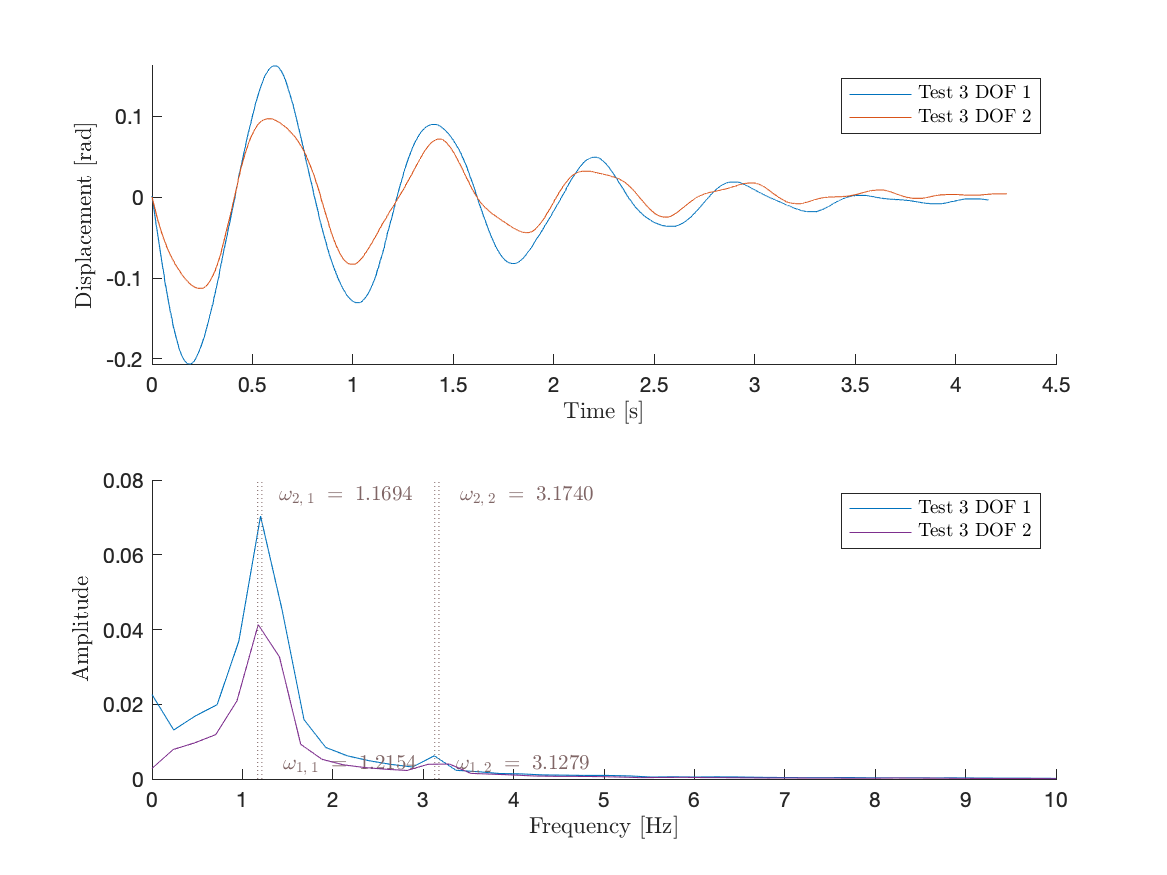 Test 3 DOF 1
Test 3 DOF 2
0.1
0
-0.1
-0.2
Displacement [rad]
0 0.5 1 1.5 2 2.5 3 3.5 4 4.5
Time [s]
0.08
0.06
0.04
0.02
0
Amplitude
ω2, 1 = 1.1694
ω2, 2 = 3.1740
Test 3 DOF 1
Test 3 DOF 2
ω1, 1 = 1.2154
ω1, 2 = 3.1279
0 1 2 3 4 5 6 7 8 9 10
Frequency [Hz]